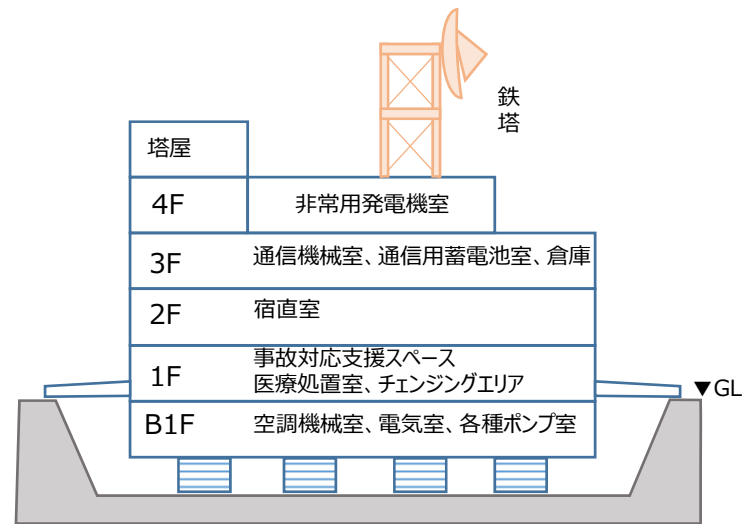 鉄
塔
塔屋
4F 非常用発電機室
3F 通信機械室、通信用蓄電池室、倉庫
2F 宿直室
1F 事故対応支援スペース
医療処置室、チェンジングエリア
▼GL
B1F 空調機械室、電気室、各種ポンプ室